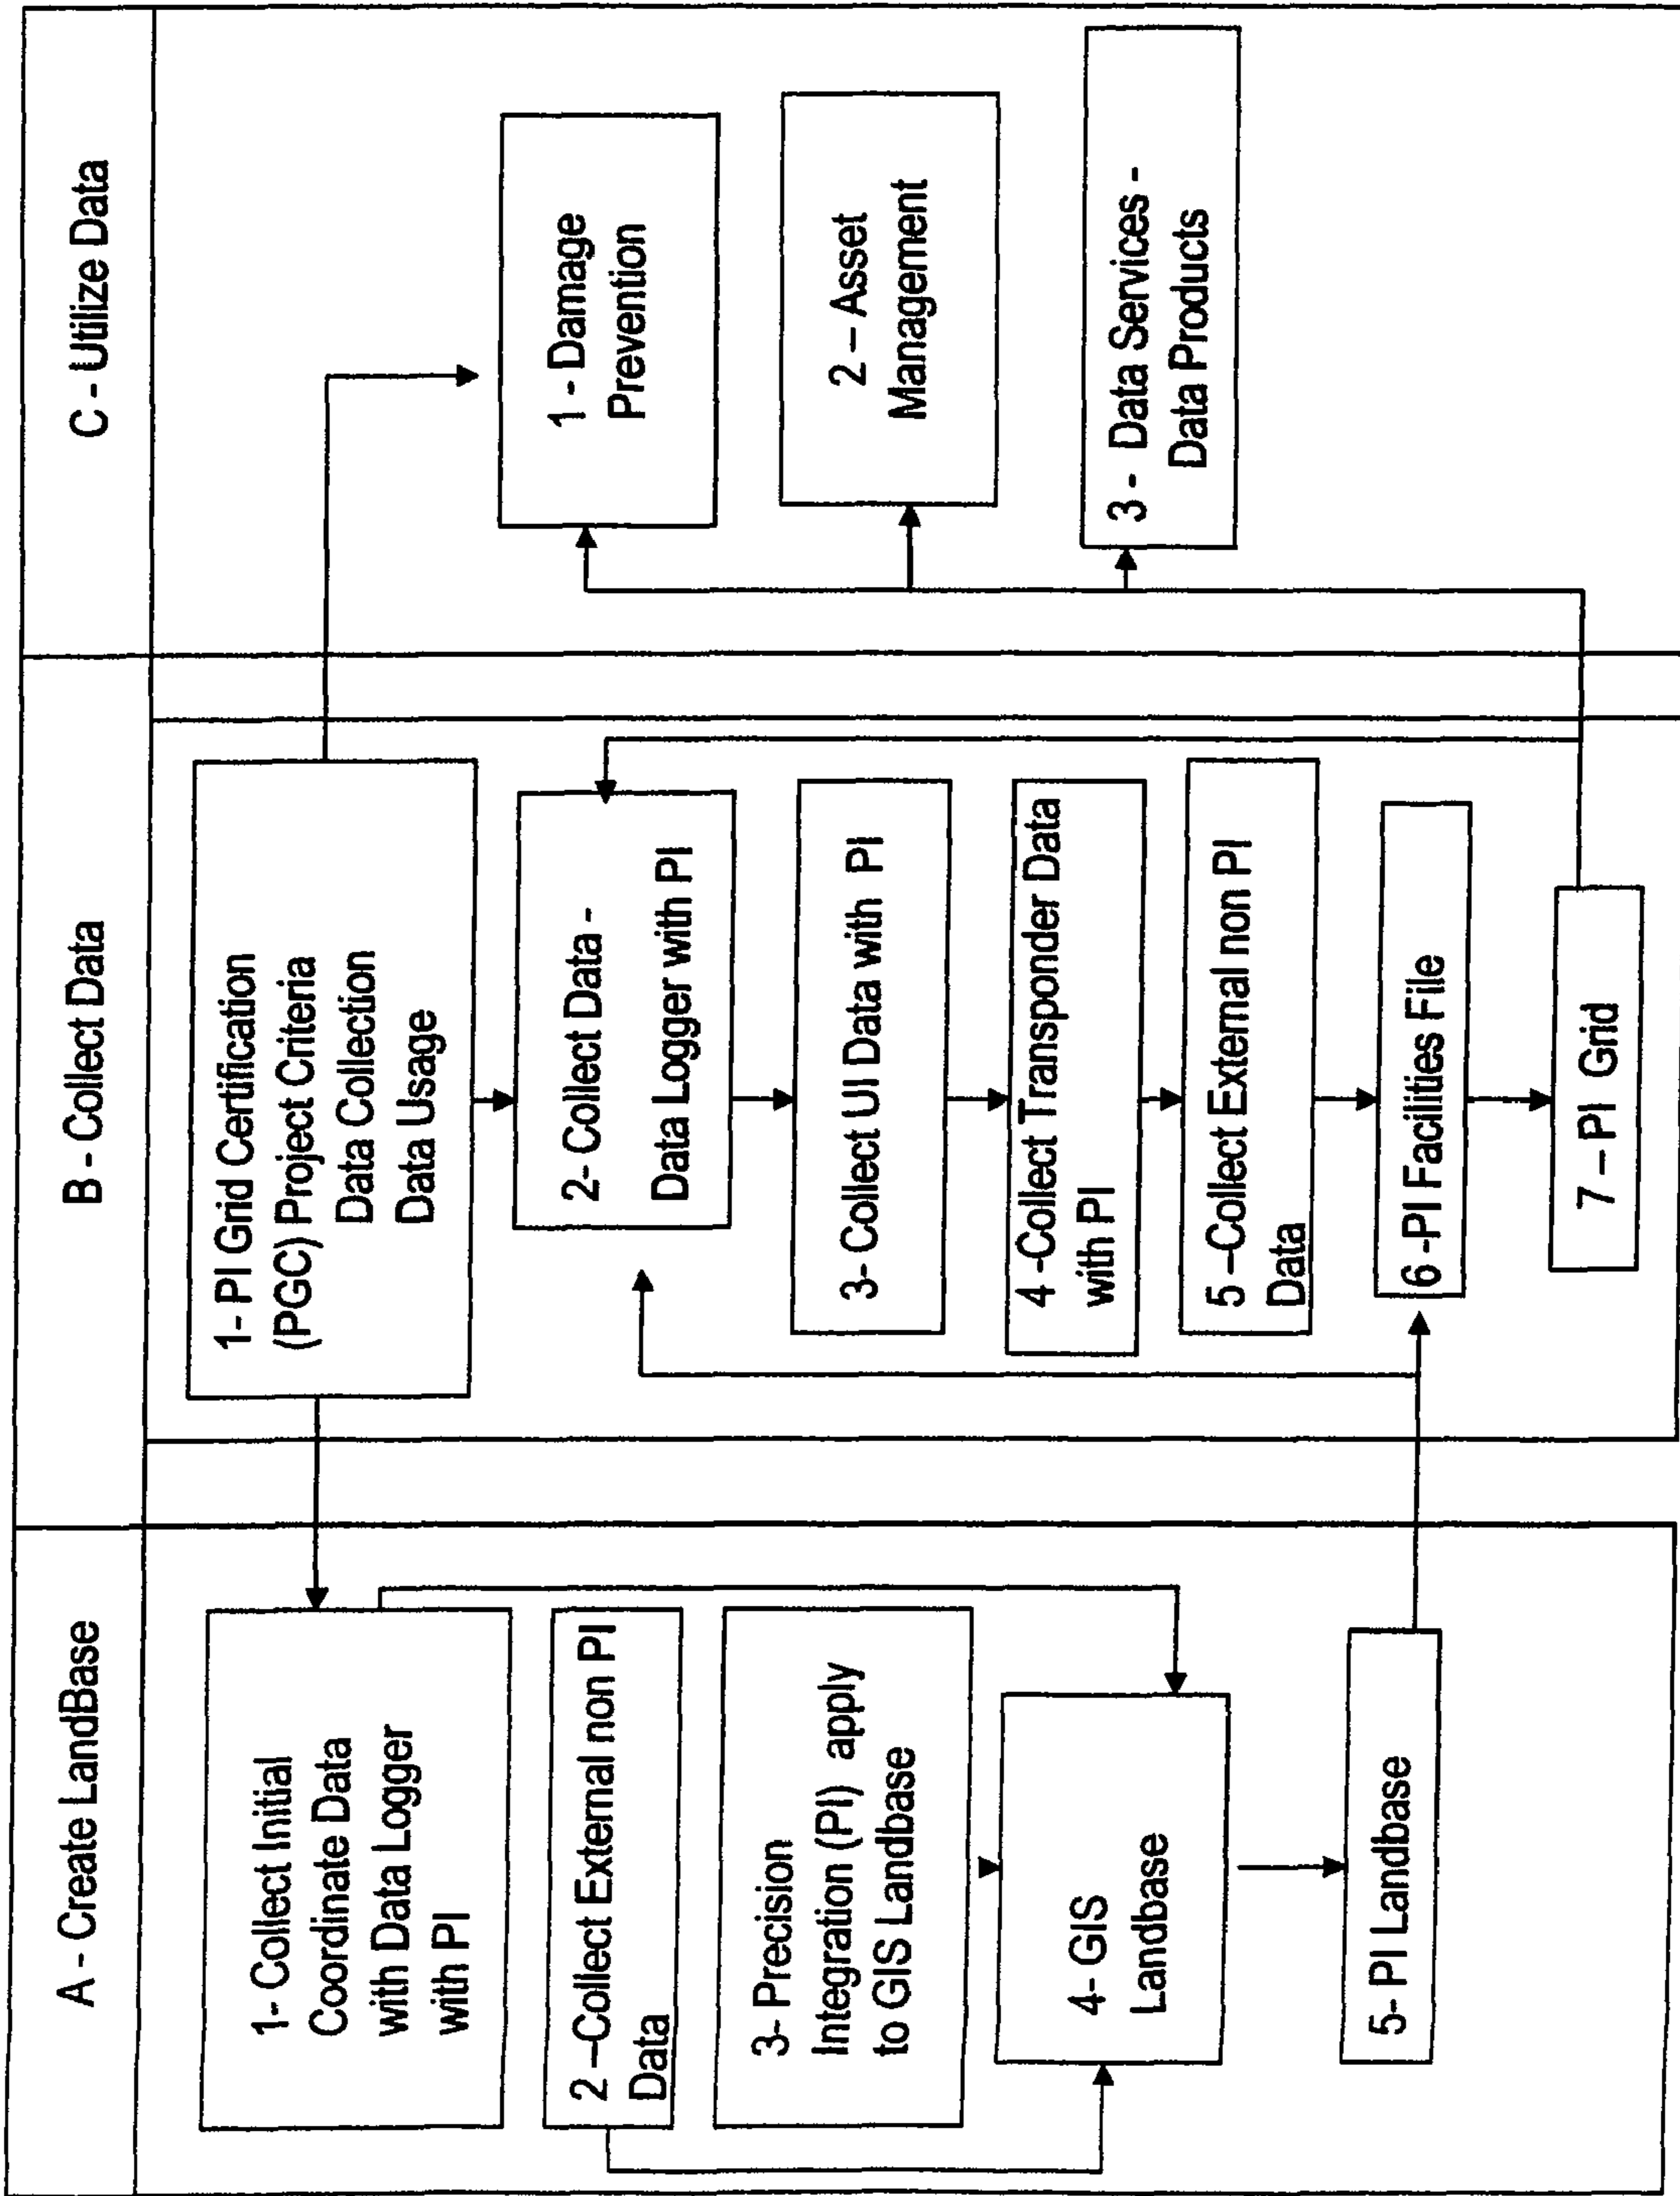 A - Create LandBase
1- Collect Initial
Coordinate Data
with Data Logger
with PI
2 –Collect External non PI
Data
3- Precision
Integration (PI) apply
to GIS Landbase
4- GIS
Landbase
5- PI Landbase
B - Collect Data
1- PI Grid Certification
(PGC) Project Criteria
Data Collection
Data Usage
2- Collect Data -
Data Logger with PI
3- Collect UI Data with PI
4 -Collect Transponder Data
with PI
5 –Collect External non PI
Data
6 -PI Facilities File
7 – PI Grid
C - Utilize Data
1 - Damage
Prevention
2 – Asset
Management
3 - Data Services -
Data Products